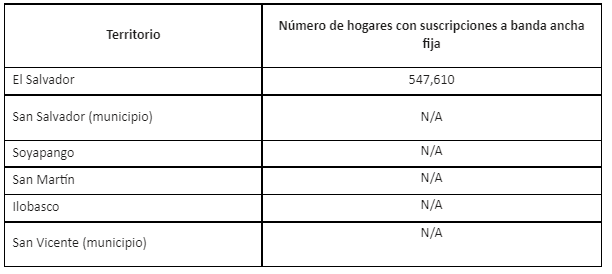 Territorio
Número de hogares con suscripciones a banda ancha
fija
El Salvador
547,610
San Salvador (municipio)
N/A
Soyapango
N/A
San Martín
N/A
Ilobasco
N/A
San Vicente (municipio)
N/A